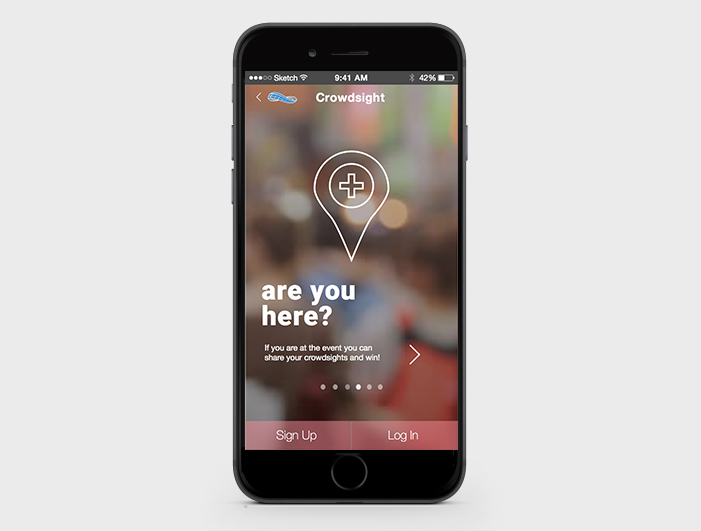 Sketch 9:41 AM 42%
Crowdsight
are you
here?
If you are at the event you can
share your crowdsights and win!
Sign Up Log In